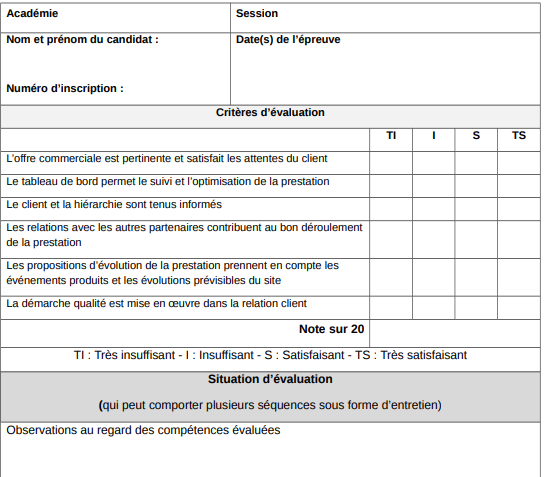 Académie
Session
Nom et prénom du candidat :
Date(s) de l'épreuve
Numéro d'inscription :
Critères d'évaluation
TI I S TS
L'offre commerciale est pertinente et satisfait les attentes du client
Le tableau de bord permet le suivi et l'optimisation de la prestation
Le client et la hiérarchie sont tenus informés
Les relations avec les autres partenaires contribuent au bon déroulement
de la prestation
Les propositions d'évolution de la prestation prennent en compte les
événements produits et les évolutions prévisibles du site
La démarche qualité est mise en œuvre dans la relation client
Note sur 20
TI : Très insuffisant - I : Insuffisant - S : Satisfaisant - TS : Très satisfaisant
Situation d'évaluation
(qui peut comporter plusieurs séquences sous forme d'entretien)
Observations au regard des compétences évaluées